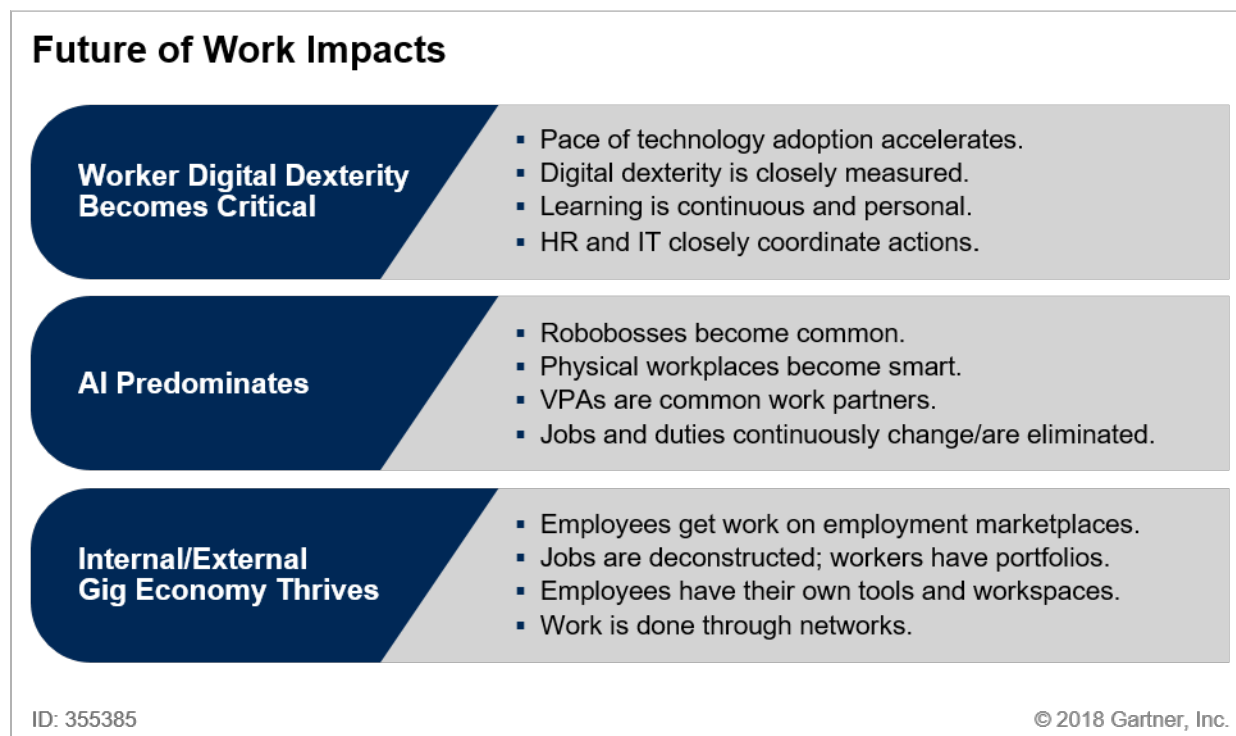 Future of Work Impacts
Worker Digital Dexterity
Becomes Critical
▪ Pace of technology adoption accelerates.
▪ Digital dexterity is closely measured.
▪ Learning is continuous and personal.
▪ HR and IT closely coordinate actions.
AI Predominates
▪ Robobosses become common.
▪ Physical workplaces become smart.
▪ VPAs are common work partners.
▪ Jobs and duties continuously change/are eliminated.
Internal/External
Gig Economy Thrives
▪ Employees get work on employment marketplaces.
▪ Jobs are deconstructed; workers have portfolios.
▪ Employees have their own tools and workspaces.
▪ Work is done through networks.
ID: 355385
© 2018 Gartner, Inc.